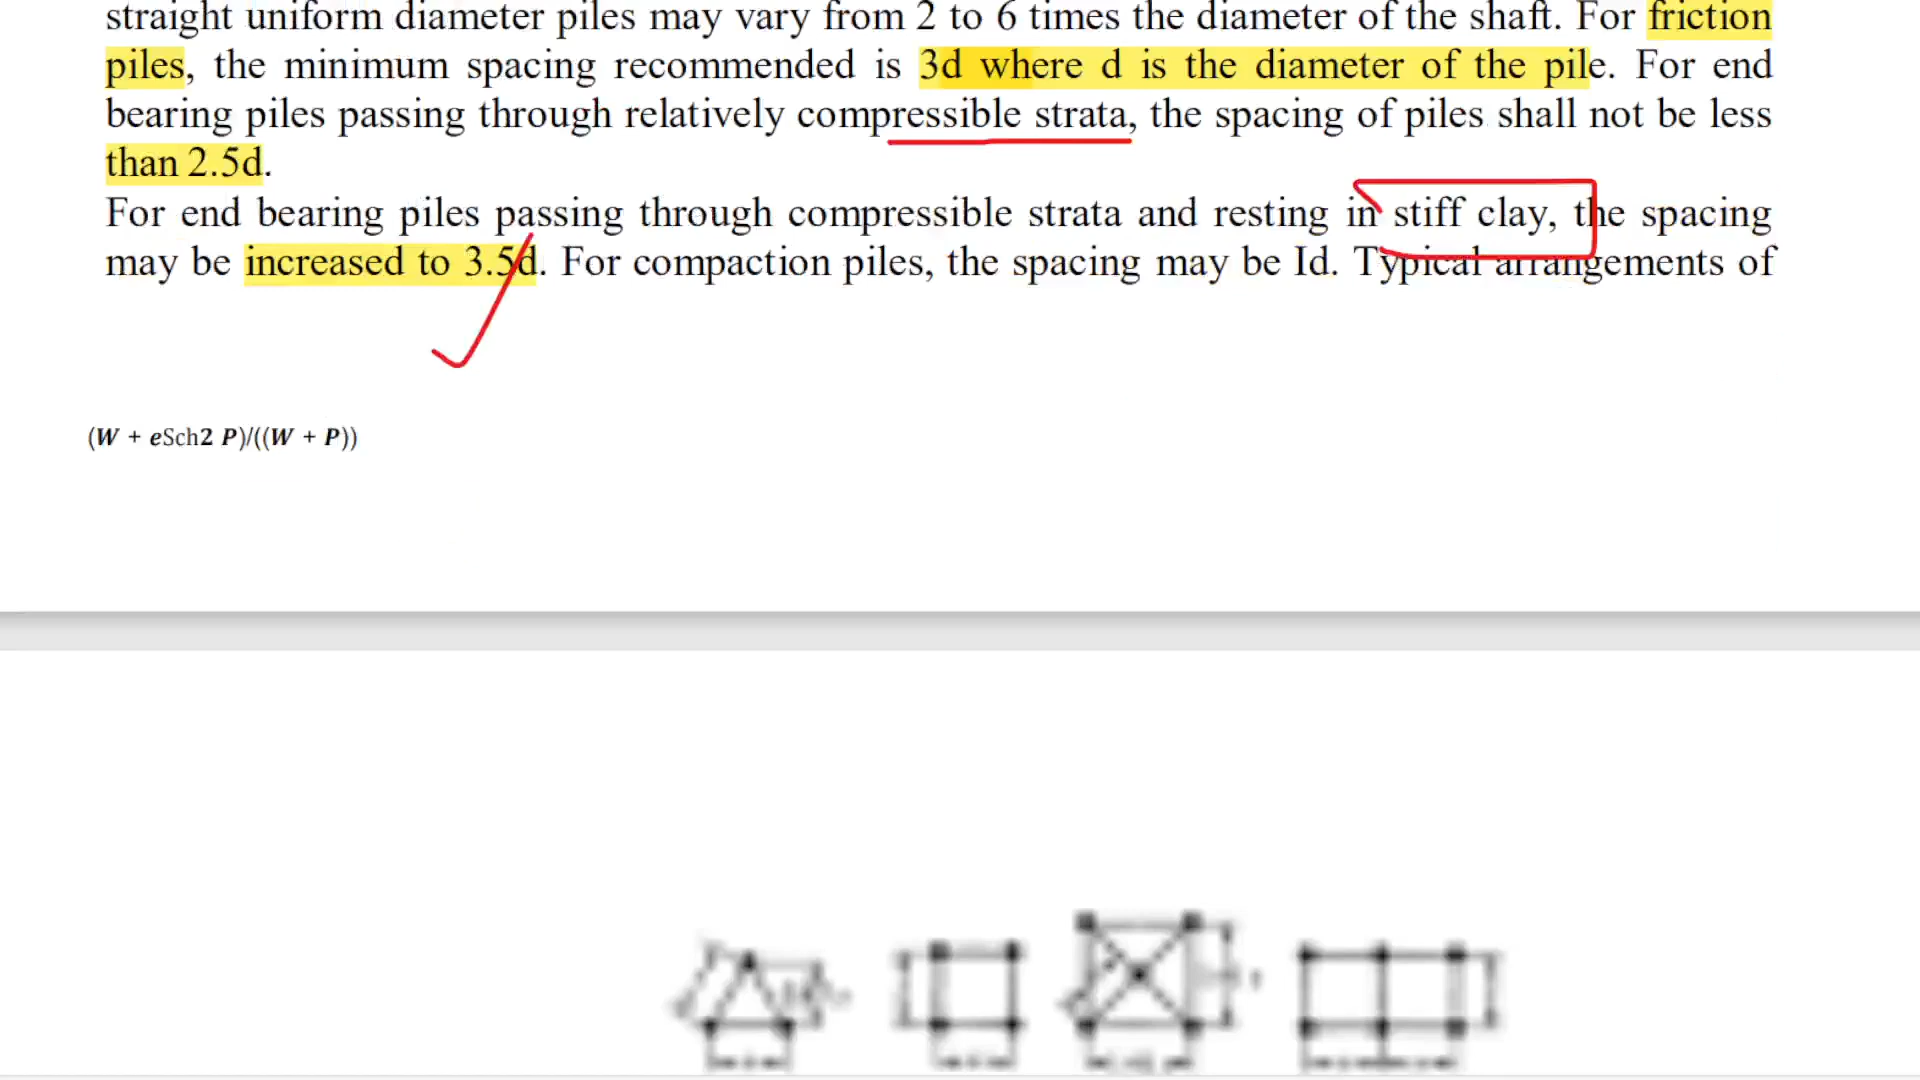 straight uniform diameter piles may vary from 2 to 6 times the diameter of the shaft. For friction
piles, the minimum spacing recommended is 3d where d is the diameter of the pile. For end
bearing piles passing through relatively compressible strata, the spacing of piles shall not be less
than 2.5d.
For end bearing piles passing through compressible strata and resting in stiff clay, the spacing
may be increased to 3.5d. For compaction piles, the spacing may be Id. Typical arrangements of
(W + eSch2 P)/((W + P))